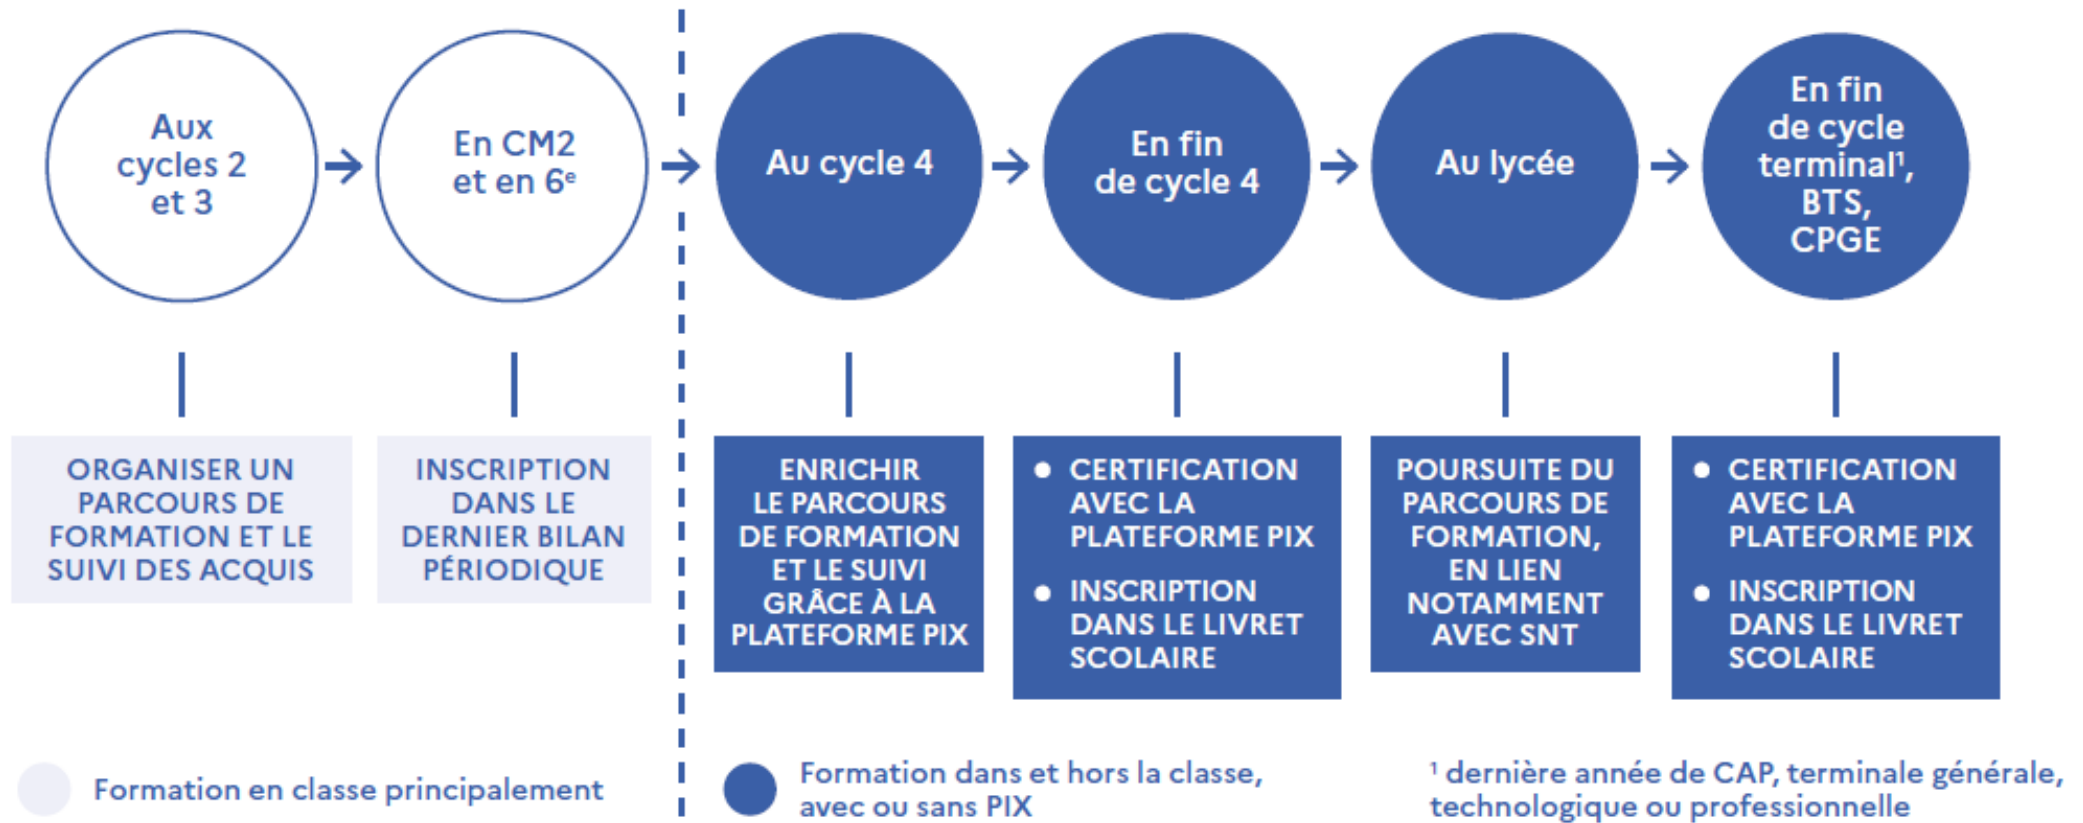 Aux
cycles 2
et 3
En CM2
et en 6ᵉ
Au cycle 4
En fin
de cycle 4
Au lycée
En fin
de cycle
terminal¹,
BTS,
CPGE
ORGANISER UN
PARCOURS DE
FORMATION ET LE
SUIVI DES ACQUIS
INSCRIPTION
DANS LE
DERNIER BILAN
PÉRIODIQUE
ENRICHIR
LE PARCOURS
DE FORMATION
ET LE SUIVI
GRÂCE À LA
PLATEFORME PIX
• CERTIFICATION
AVEC LA
PLATEFORME PIX
• INSCRIPTION
DANS LE LIVRET
SCOLAIRE
POURSUITE DU
PARCOURS DE
FORMATION,
EN LIEN
NOTAMMENT
AVEC SNT
• CERTIFICATION
AVEC LA
PLATEFORME PIX
• INSCRIPTION
DANS LE LIVRET
SCOLAIRE
Formation en classe principalement
Formation dans et hors la classe,
avec ou sans PIX
¹ dernière année de CAP, terminale générale,
technologique ou professionnelle